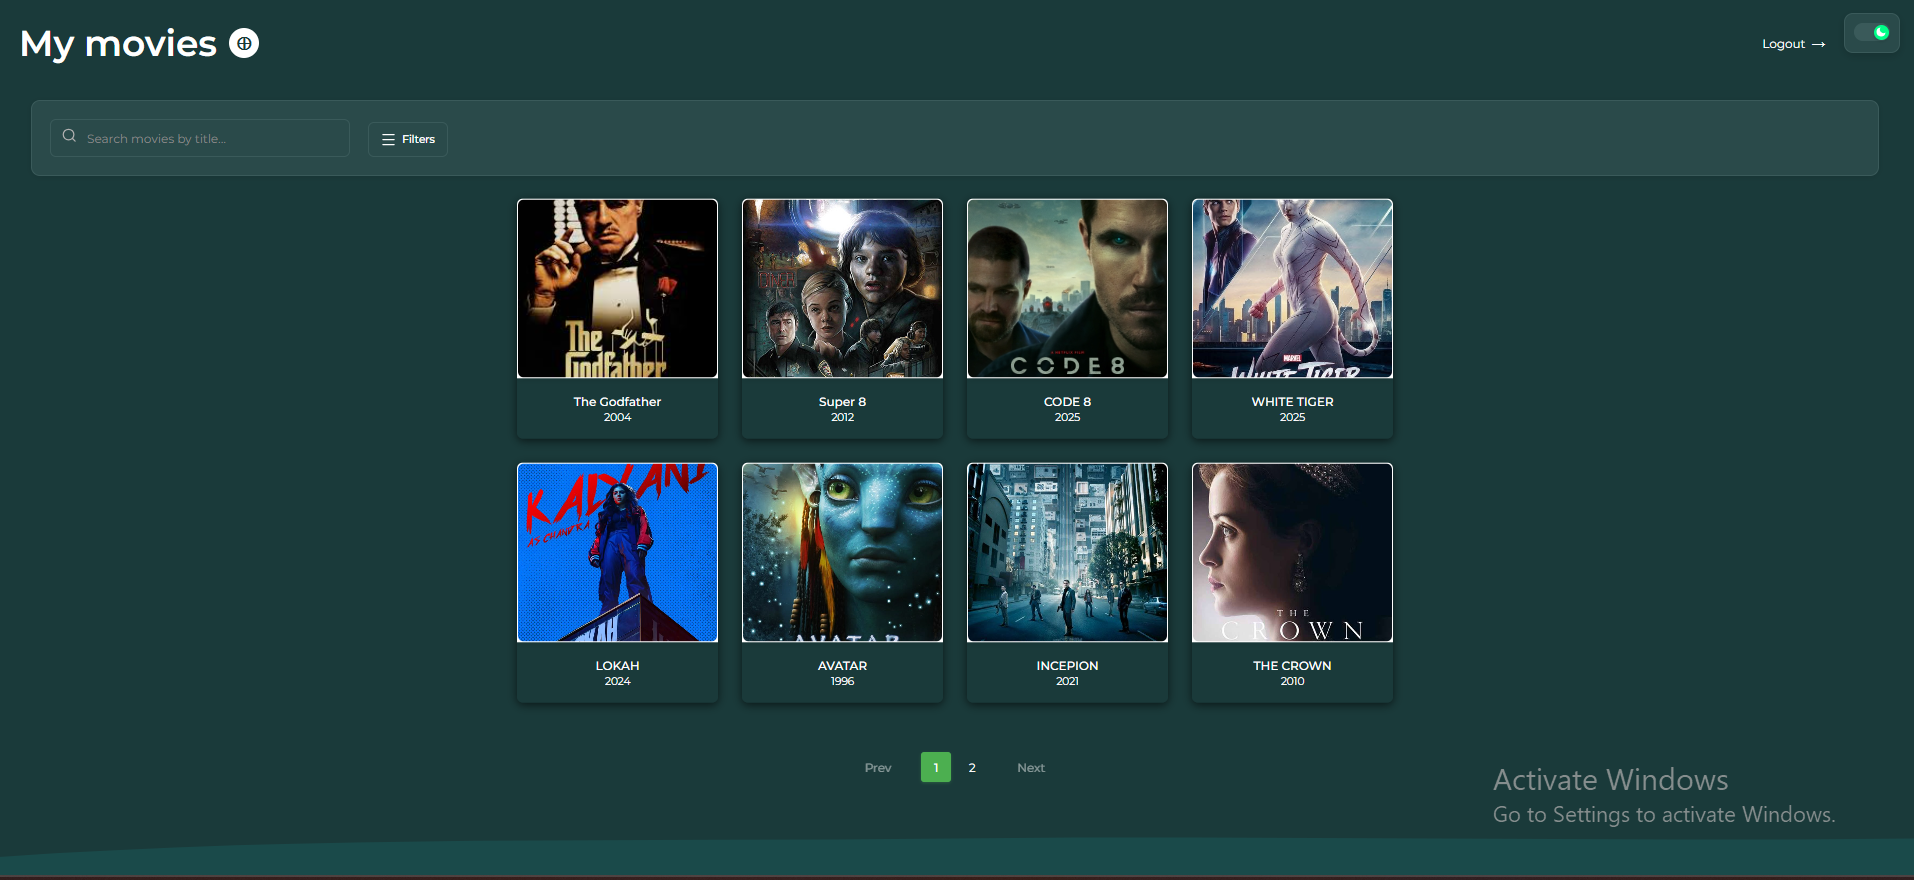 My movies
Logout →
Search movies by title...
Filters
The
Godfather
CODE 8
MARVEL
WHITE TIGER
The Godfather
2004
Super 8
2012
CODE 8
2025
WHITE TIGER
2025
KALYANI
AS CHANDRA
LOKAH
AVATAR
THE
CROWN
LOKAH
2024
AVATAR
1996
INCEPION
2021
THE CROWN
2010
Prev
1
2
Next
Activate Windows
Go to Settings to activate Windows.